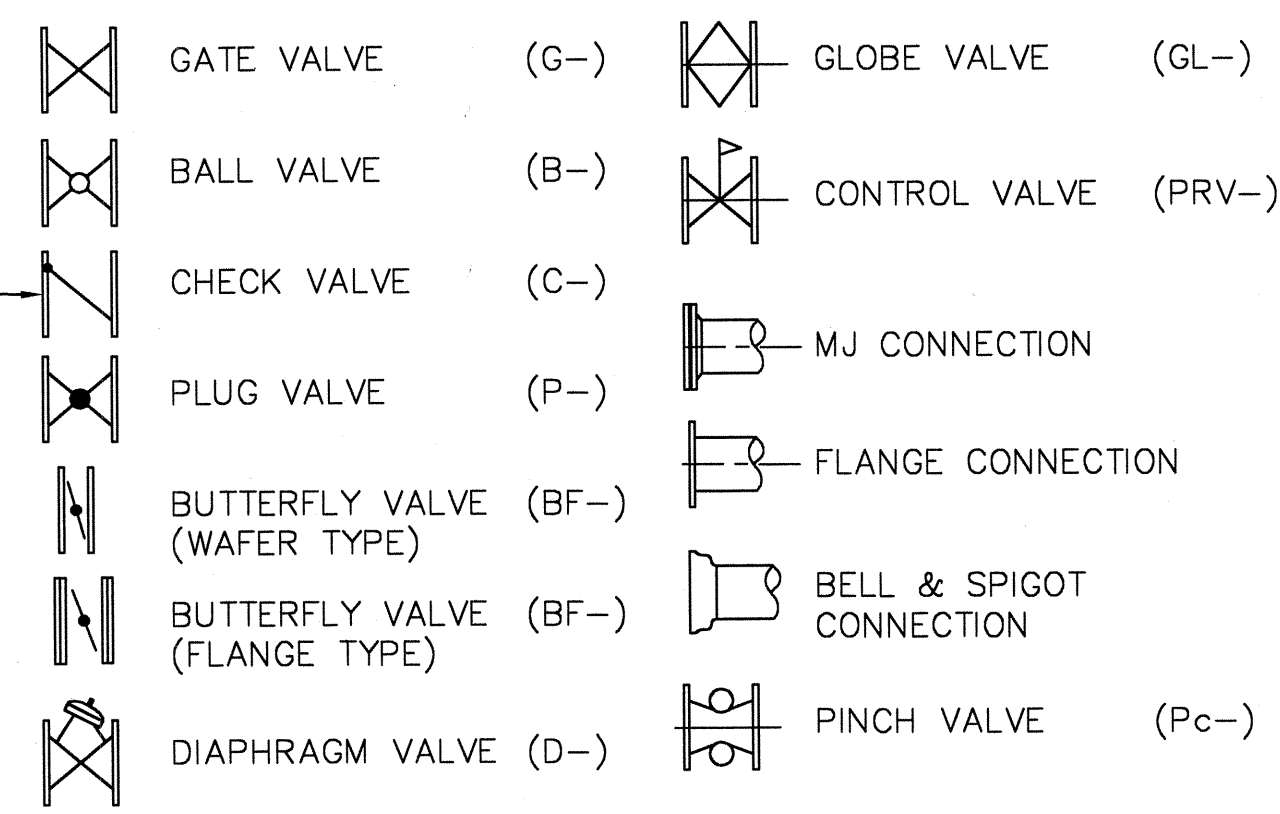 GATE VALVE (G-)
BALL VALVE (B-)
CHECK VALVE (C-)
PLUG VALVE (P-)
BUTTERFLY VALVE (BF-)
(WAFER TYPE)
BUTTERFLY VALVE (BF-)
(FLANGE TYPE)
DIAPHRAGM VALVE (D-)
GLOBE VALVE (GL-)
CONTROL VALVE (PRV-)
MJ CONNECTION
FLANGE CONNECTION
BELL & SPIGOT
CONNECTION
PINCH VALVE (Pc-)